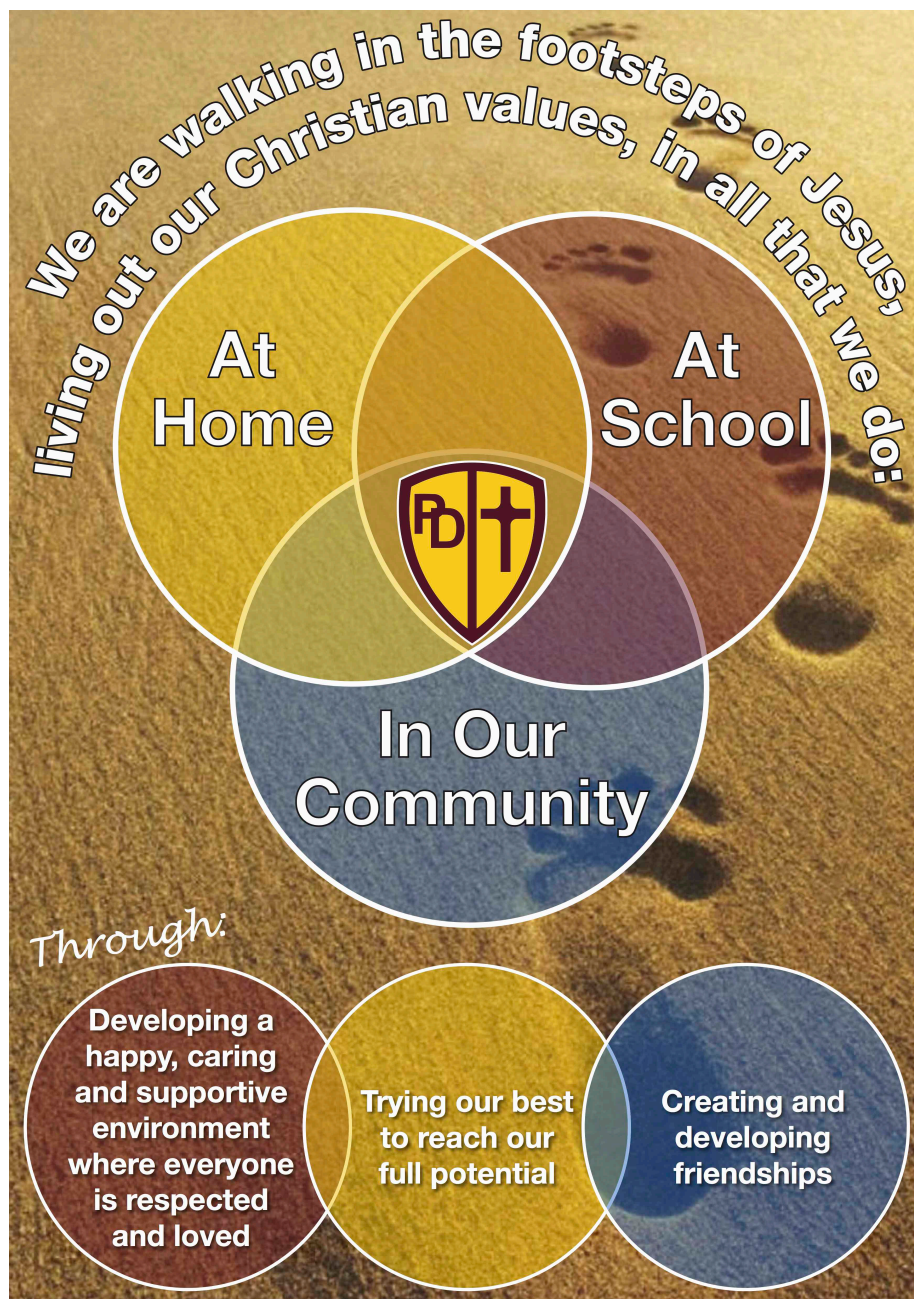 We are walking in the footsteps of Jesus,
living out our Christian values, in all that we do:
At
Home
At
School
PD
In Our
Community
Through:
Developing a
happy, caring
and supportive
environment
where everyone
is respected
and loved
Trying our best
to reach our
full potential
Creating and
developing
friendships